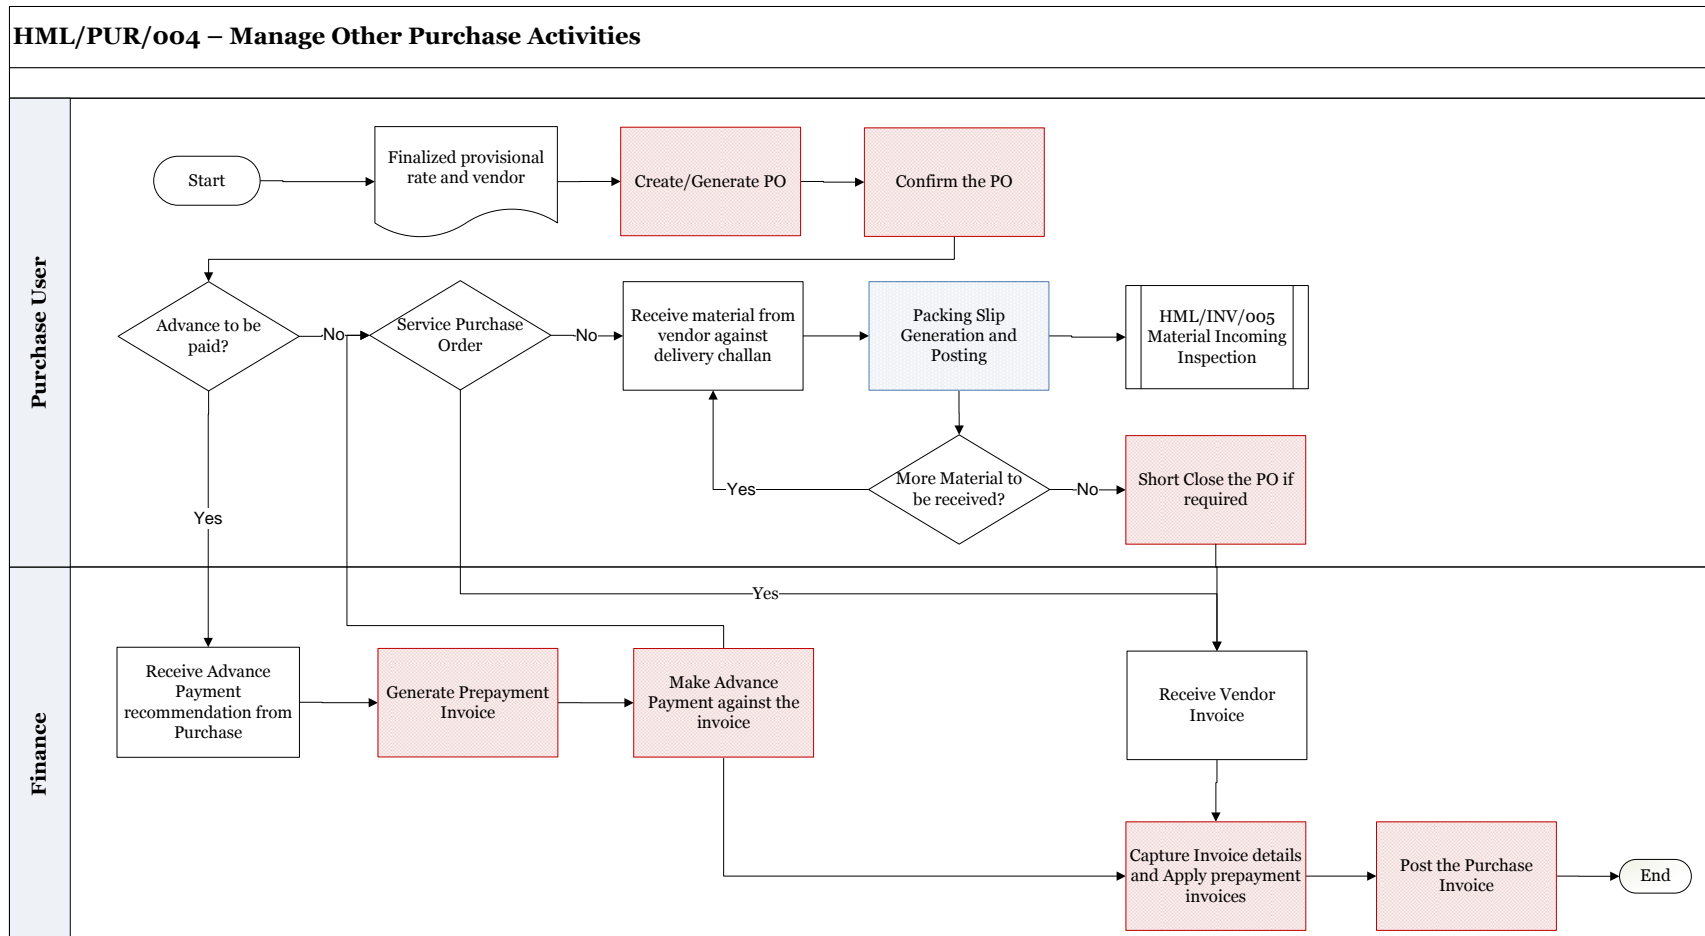 HML/PUR/004 – Manage Other Purchase Activities
Purchase User
Start
Finalized provisional
rate and vendor
Create/Generate PO
Confirm the PO
Advance to be
paid?
No
Service Purchase
Order
No
Receive material from
vendor against
delivery challan
Packing Slip
Generation and
Posting
HML/INV/005
Material Incoming
Inspection
Yes
Yes
More Material to
be received?
No
Short Close the PO if
required
Finance
Yes
Receive Advance
Payment
recommendation from
Purchase
Generate Prepayment
Invoice
Make Advance
Payment against the
invoice
Receive Vendor
Invoice
Capture Invoice details
and Apply prepayment
invoices
Post the Purchase
Invoice
End